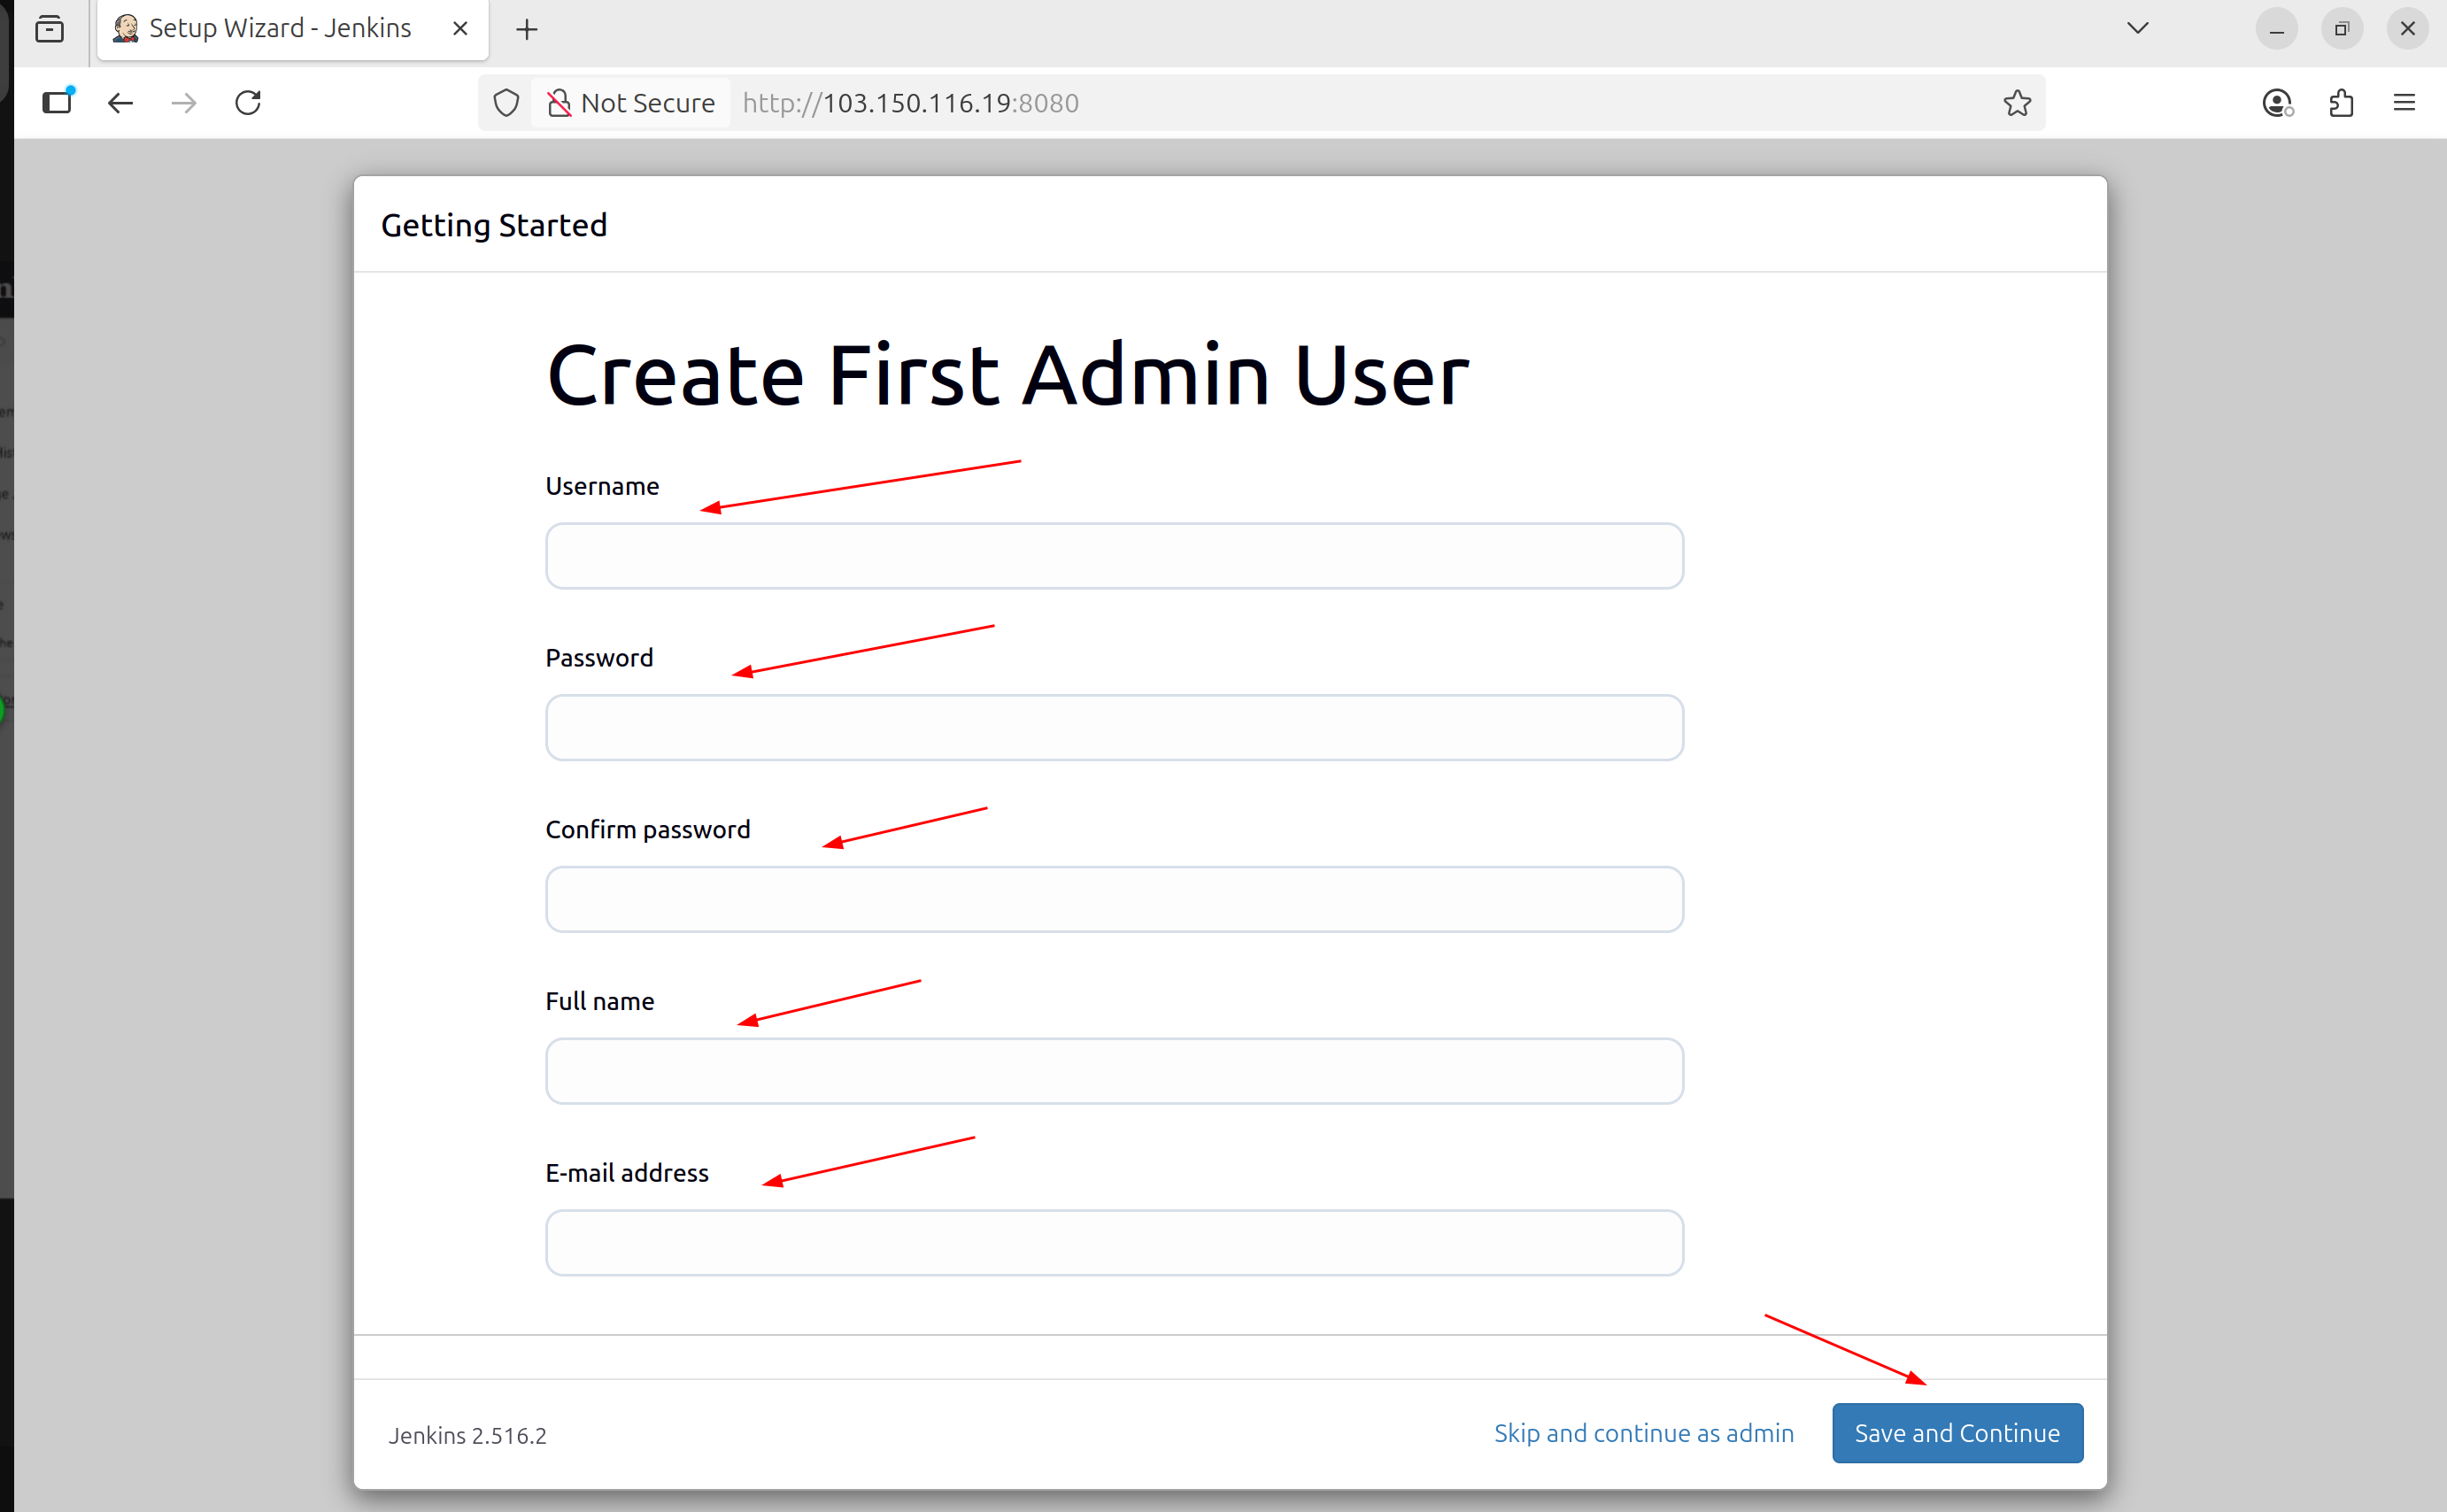 Setup Wizard - Jenkins
Not Secure http://103.150.116.19:8080
Getting Started
Create First Admin User
Username
Password
Confirm password
Full name
E-mail address
Jenkins 2.516.2
Skip and continue as admin
Save and Continue